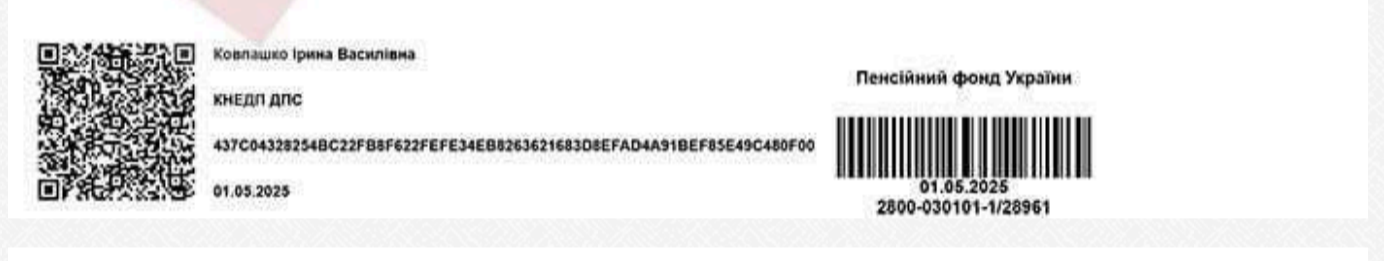 Ковпашко Ірина Василівна
КНЕДП ДПС
437C04328254BC22FB8F622FEFE34EB8263621683D8EFAD4A91BEF85E49C480F00
01.05.2025
Пенсійний фонд України
01.05.2025
2800-030101-1/28961